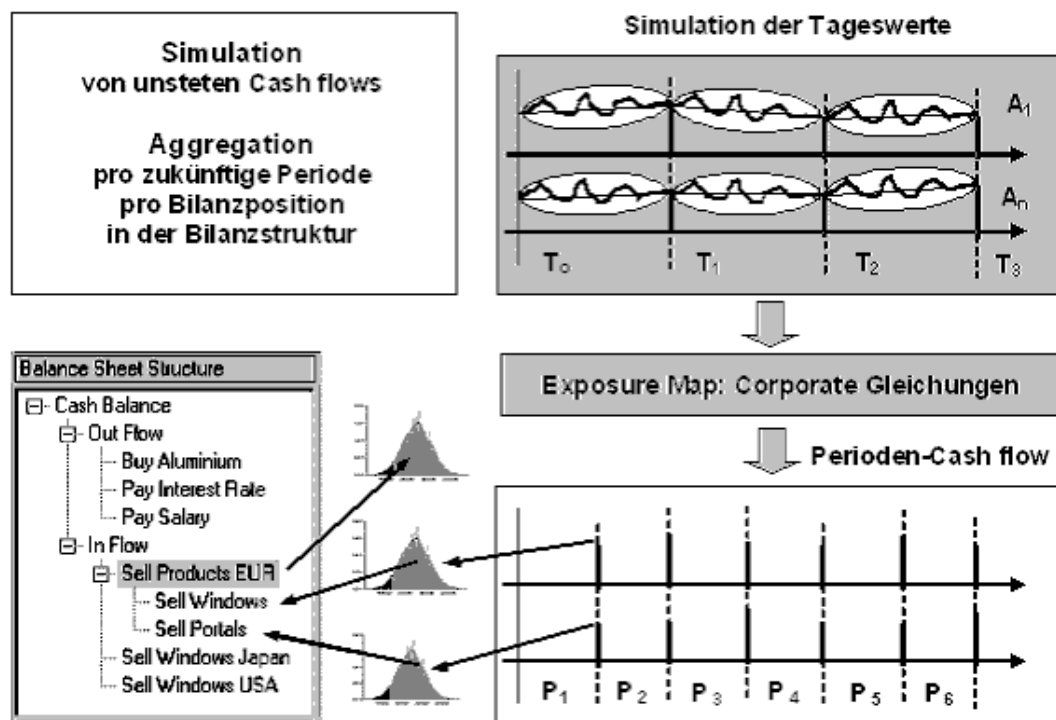 Simulation
von unsteten Cash flows
Aggregation
pro zukünftige Periode
pro Bilanzposition
in der Bilanzstruktur
Simulation der Tageswerte
A1
An
To T1 T2 T3
Exposure Map: Corporate Gleichungen
Perioden-Cash flow
Balance Sheet Structure
Cash Balance
Out Flow
Buy Aluminium
Pay Interest Rate
Pay Salary
In Flow
Sell Products EUR
Sell Windows
Sell Portals
Sell Windows Japan
Sell Windows USA
P1 P2 P3 P4 P5 P6